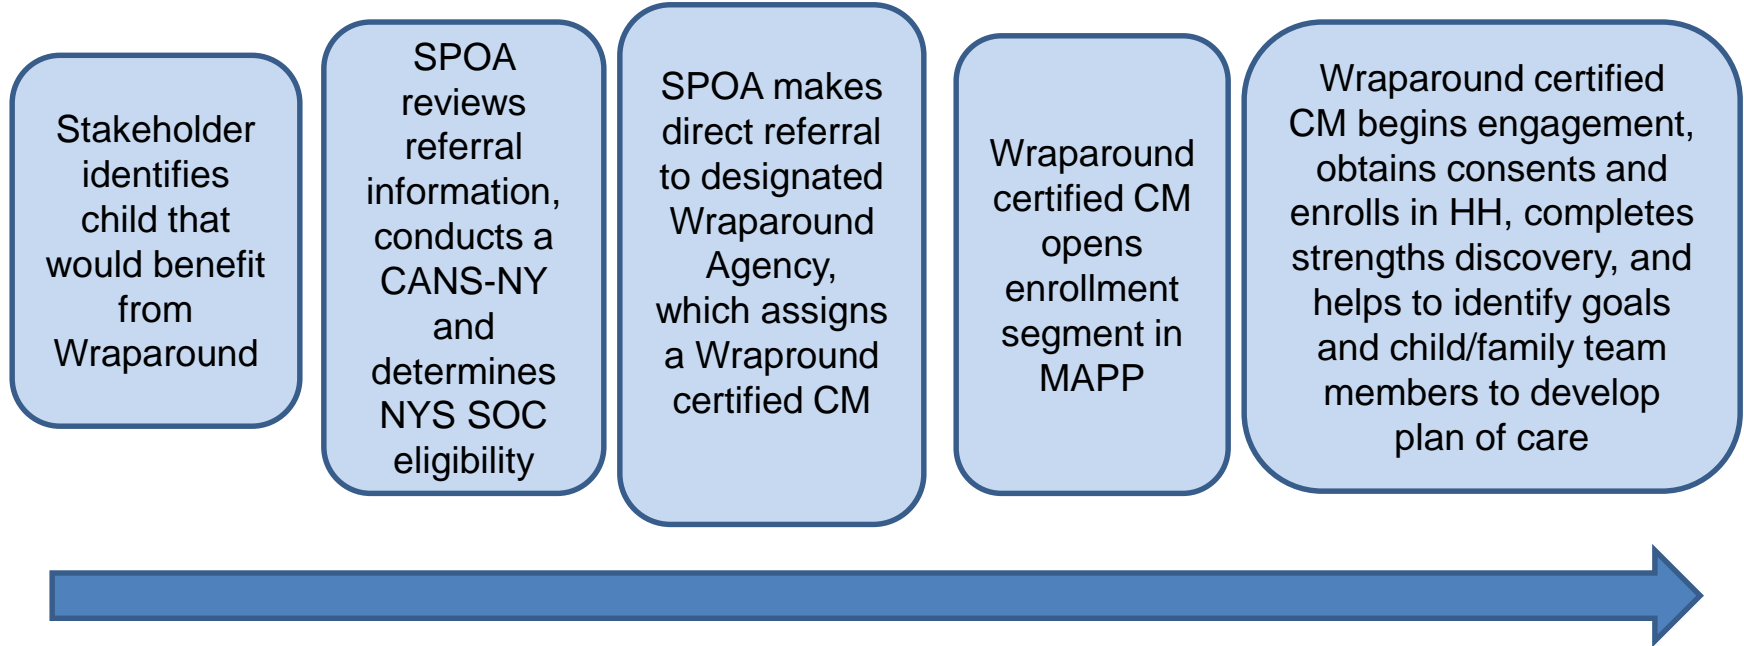 Stakeholder
identifies
child that
would benefit
from
Wraparound
SPOA
reviews
referral
information,
conducts a
CANS-NY
and
determines
NYS SOC
eligibility
SPOA makes
direct referral
to designated
Wraparound
Agency,
which assigns
a Wrapround
certified CM
Wraparound
certified CM
opens
enrollment
segment in
MAPP
Wraparound certified
CM begins engagement,
obtains consents and
enrolls in HH, completes
strengths discovery, and
helps to identify goals
and child/family team
members to develop
plan of care